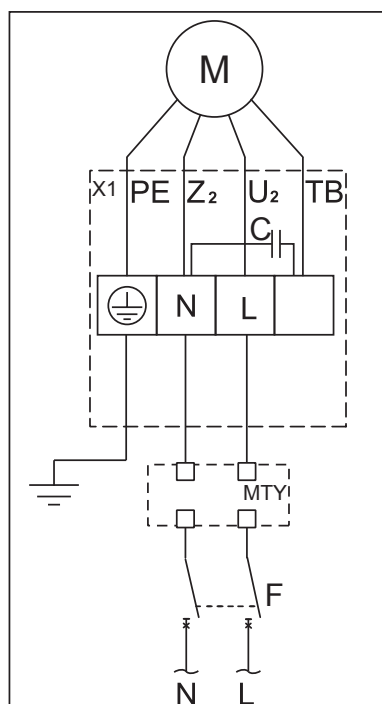 M
X1 PE Z2 U2 TB
C
N L
MTY
F
N L